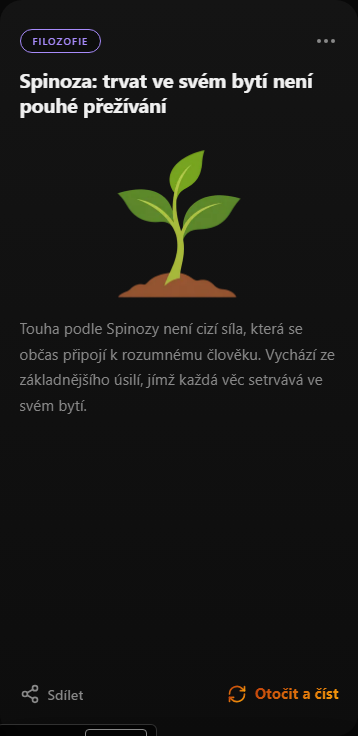 FILOZOFIE
Spinoza: trvat ve svém bytí není
pouhé přežívání
Touha podle Spinozy není cizí síla, která se
občas připojí k rozumnému člověku. Vychází ze
základnějšího úsilí, jímž každá věc setrvává ve
svém bytí.
Sdílet
Otočit a číst